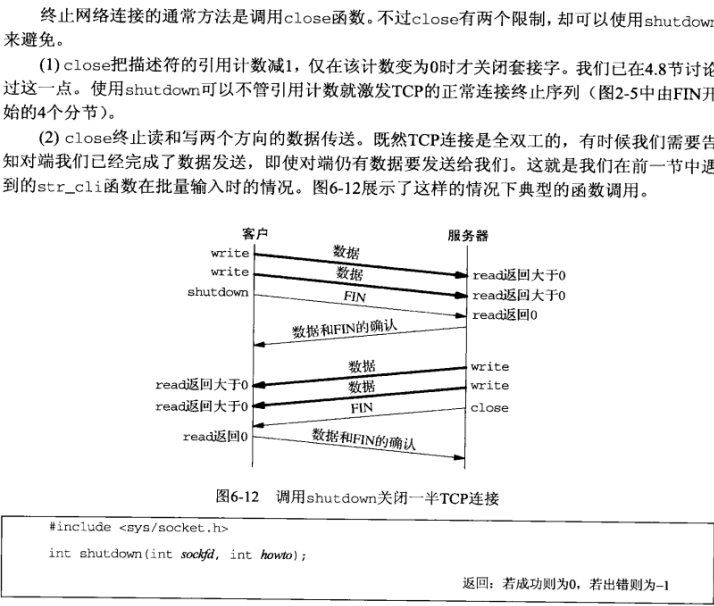 终止网络连接的通常方法是调用close函数。不过close有两个限制,却可以使用shutdown
来避免。
(1) close把描述符的引用计数减1,仅在该计数变为0时才关闭套接字。我们已在4.8节讨论
过这一点。使用shutdown可以不管引用计数就激发TCP的正常连接终止序列(图2-5中由FIN开
始的4个分节)。
(2) close终止读和写两个方向的数据传送。既然TCP连接是全双工的,有时候我们需要告
知对端我们已经完成了数据发送,即使对端仍有数据要发送给我们。这就是我们在前一节中遇
到的str_cli函数在批量输入时的情况。图6-12展示了这样的情况下典型的函数调用。
客户 服务器
write 数据
write 数据 read返回大于0
shutdown FIN read返回大于0
read返回0
数据和FIN的确认
数据 write
read返回大于0 数据 write
read返回大于0 FIN close
read返回0 数据和FIN的确认
图6-12 调用shutdown关闭一半TCP连接
#include <sys/socket.h>
int shutdown(int sockfd, int howto);
返回:若成功则为0,若出错则为-1